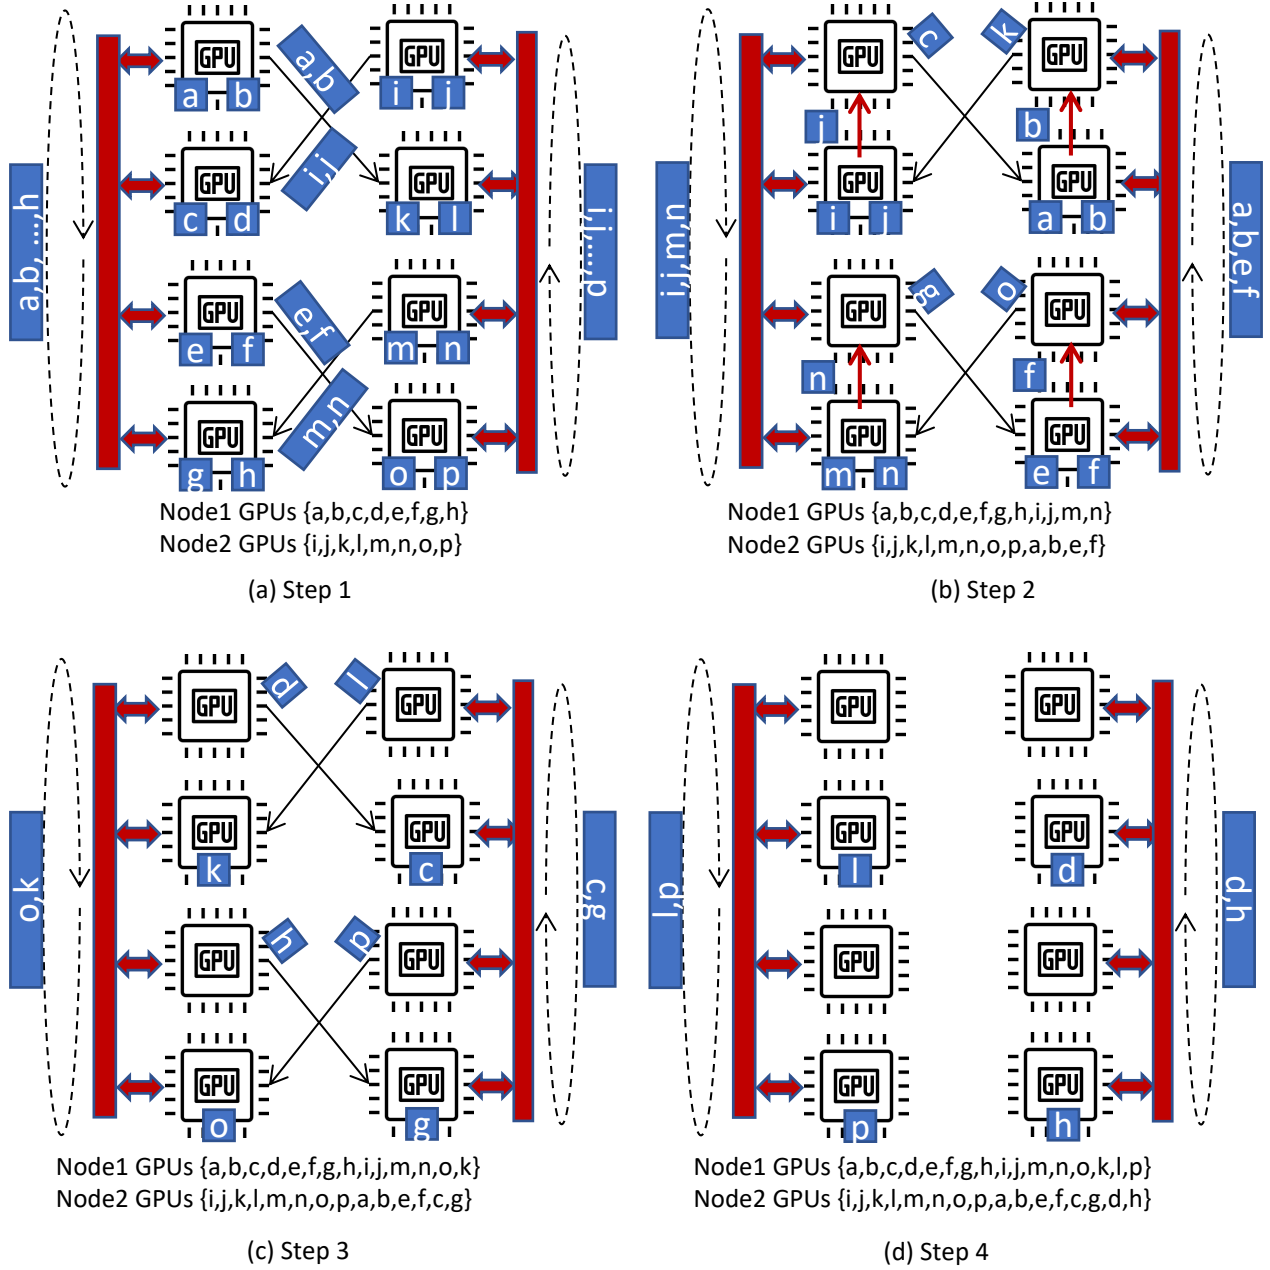 GPU
GPU
a b
i j
a,b
i,j
GPU
GPU
c d
k l
a,b, ...,h
i,j,...,p
GPU
GPU
e f
m n
e,f
m,n
GPU
GPU
g h
o p
Node1 GPUs {a,b,c,d,e,f,g,h}
Node2 GPUs {i,j,k,l,m,n,o,p}
(a) Step 1
GPU
GPU
c
k
j
b
GPU
GPU
i j
a b
i,j,m,n
a,b,e,f
GPU
GPU
g
o
n
f
GPU
GPU
m n
e f
Node1 GPUs {a,b,c,d,e,f,g,h,i,j,m,n}
Node2 GPUs {i,j,k,l,m,n,o,p,a,b,e,f}
(b) Step 2
GPU
GPU
d
l
GPU
GPU
k
c
o,k
c,g
GPU
GPU
h
p
GPU
GPU
o
g
Node1 GPUs {a,b,c,d,e,f,g,h,i,j,m,n,o,k}
Node2 GPUs {i,j,k,l,m,n,o,p,a,b,e,f,c,g}
(c) Step 3
GPU
GPU
GPU
GPU
l
d
l,p
d,h
GPU
GPU
GPU
GPU
p
h
Node1 GPUs {a,b,c,d,e,f,g,h,i,j,m,n,o,k,l,p}
Node2 GPUs {i,j,k,l,m,n,o,p,a,b,e,f,c,g,d,h}
(d) Step 4